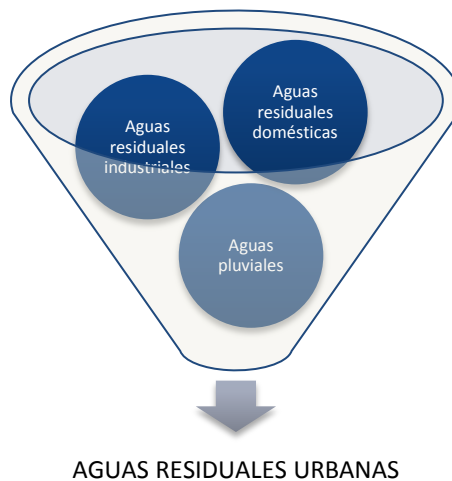 Aguas
residuales
industriales
Aguas
residuales
domésticas
Aguas
pluviales
AGUAS RESIDUALES URBANAS